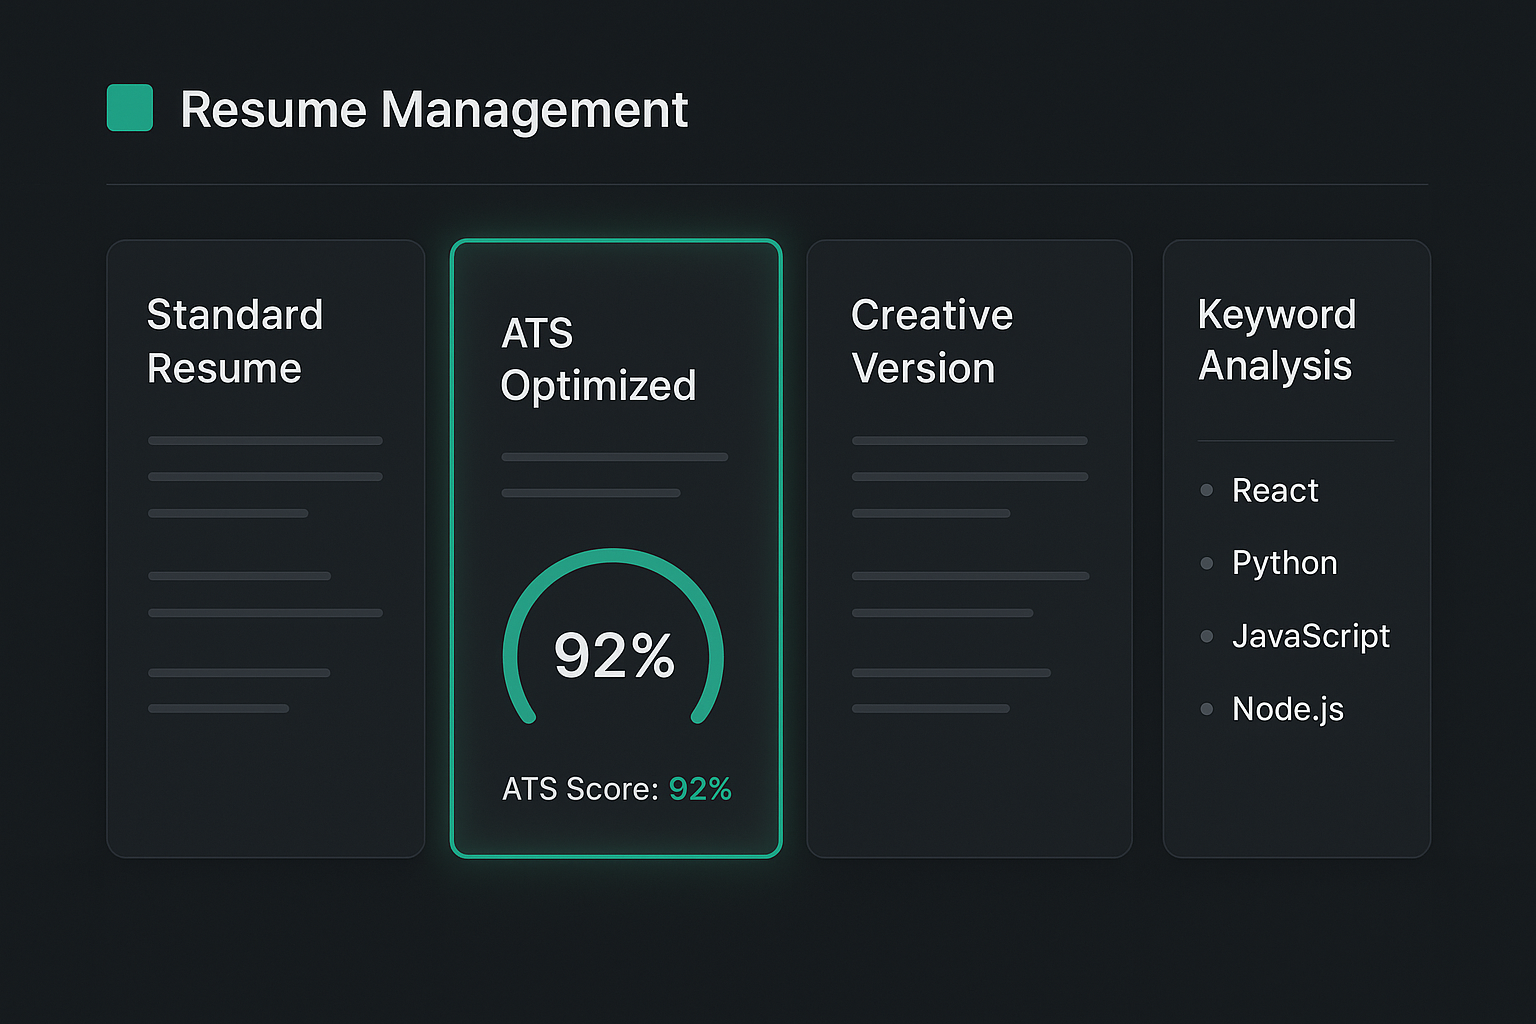 Resume Management
Standard
Resume
ATS
Optimized
92%
ATS Score: 92%
Creative
Version
Keyword
Analysis
React
Python
JavaScript
Node.js